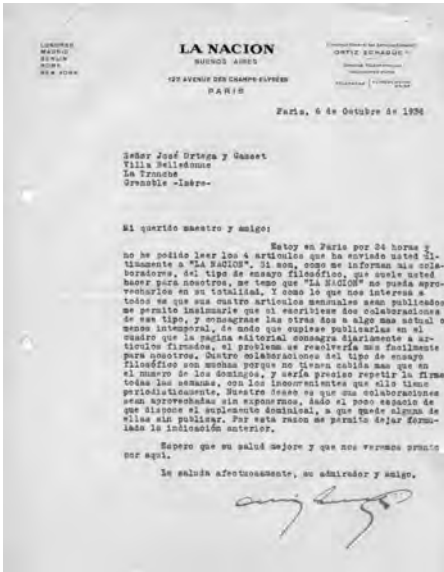 LONDRES
MADRID
BERLIN
ROMA
NEW YORK
LA NACION
BUENOS AIRES
ORTIZ ECHAGÜE
127 AVENUE DES CHAMPS-ELYSÉES
PARIS
Paris, 6 de Octubre de 1936
Señor José Ortega y Gasset
Villa Belledonne
La Tronche
Grenoble -Isère-
Mi querido maestro y amigo:
Estoy en Paris por 24 horas y
no he podido leer los 4 artículos que ha enviado usted úl-
timamente a "LA NACION". Si son, como me informan mis cola-
boradores, del tipo de ensayo filosófico, que suele usted
hacer para nosotros, me temo que "LA NACION" no pueda apro-
vecharlos en su totalidad. Y como lo que nos interesa a
todos es que sus cuatro artículos mensuales sean publicados
me permito insinuarle que si escribiese dos colaboraciones
de ese tipo, y consagrase las otras dos a algo mas actual o
menos intemporal, de modo que cupiese publicarlas en el
cuadro que la página editorial consagra diariamente a ar-
tículos firmados, el problema se resolvería mas facilmente
para nosotros. Cuatro colaboraciones del tipo de ensayo
filosófico son muchas porque no tienen cabida mas que en
el numero de los domingos, y sería preciso repetir la firma
todas las semanas, con los inconvenientes que ello tiene
periodisticamente. Nuestro deseo es que sus colaboraciones
sean aprovechadas sin exponernos, dado el poco espacio de
que dispone el suplemento dominical, a que quede alguna de
ellas sin publicar. Por esta razon me permito dejar formu-
lada la indicación anterior.
Espero que su salud mejore y que nos veremos pronto
por aquí.
Le saluda afectuosamente, su admirador y amigo,